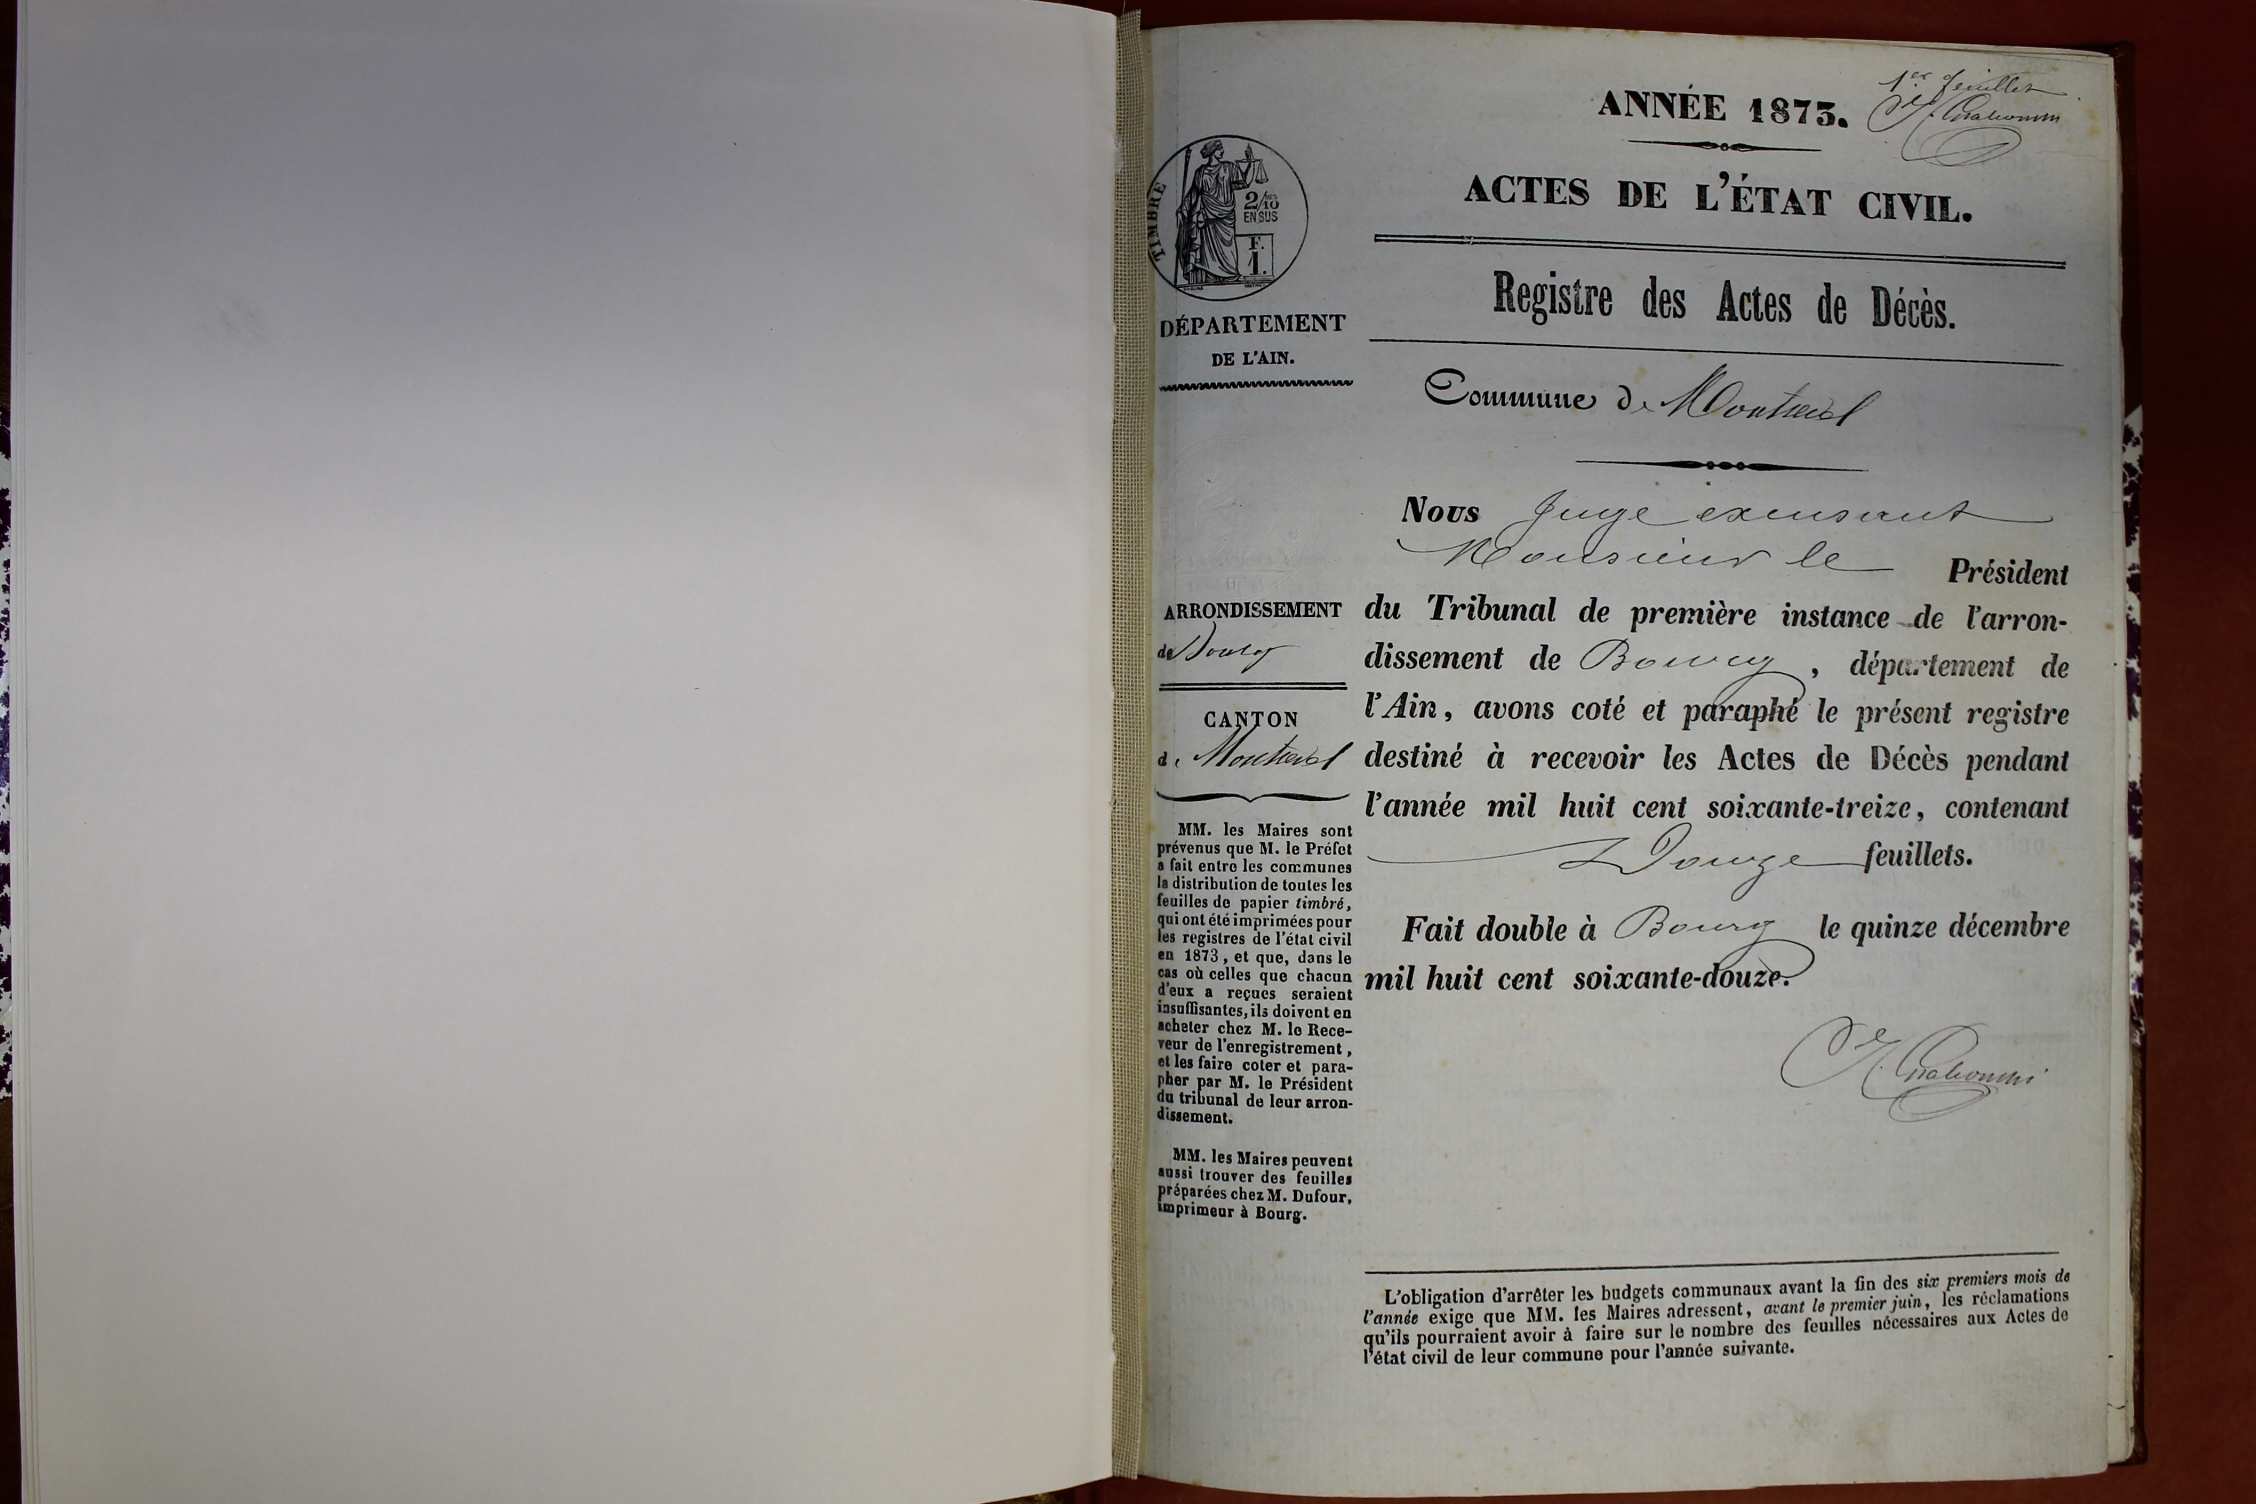 1er feuillet
ANNÉE 1873.
ACTES DE L'ÉTAT CIVIL.
Registre des Actes de Décès.
Commune de Montrevel
TIMBRE
2/10
EN SUS
F.
1.
DÉPARTEMENT
DE L'AIN.
ARRONDISSEMENT
de Bourg
CANTON
de Montrevel
MM. les Maires sont
prévenus que M. le Préfet
a fait entre les communes
la distribution de toutes les
feuilles de papier timbré,
qui ont été imprimées pour
les registres de l'état civil
en 1873, et que, dans le
cas où celles que chacun
d'eux a reçues seraient
insuffisantes, ils doivent en
acheter chez M. le Rece-
veur de l'enregistrement,
et les faire coter et para-
pher par M. le Président
du tribunal de leur arron-
dissement.
MM. les Maires peuvent
aussi trouver des feuilles
préparées chez M. Dufour,
imprimeur à Bourg.
Nous Juge excusant
Monsieur le Président
du Tribunal de première instance de l'arron-
dissement de Bourg, département de
l'Ain, avons coté et paraphé le présent registre
destiné à recevoir les Actes de Décès pendant
l'année mil huit cent soixante-treize, contenant
Douze feuillets.
Fait double à Bourg le quinze décembre
mil huit cent soixante-douze.
L'obligation d'arrêter les budgets communaux avant la fin des six premiers mois de
l'année exige que MM. les Maires adressent, avant le premier juin, les réclamations
qu'ils pourraient avoir à faire sur le nombre des feuilles nécessaires aux Actes de
l'état civil de leur commune pour l'année suivante.